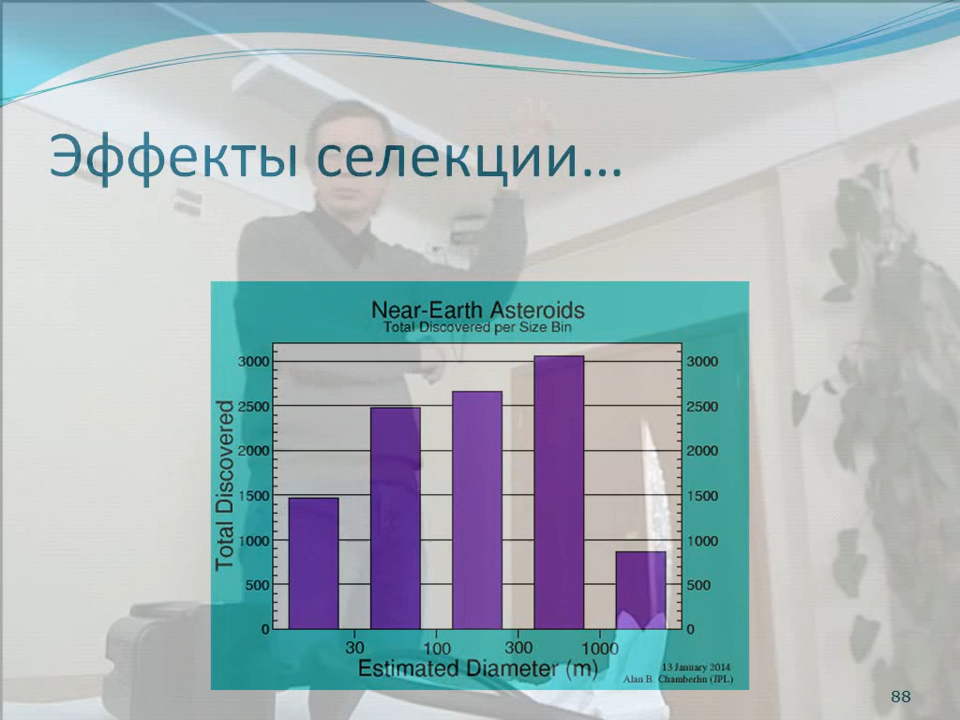 Эффекты селекции...
Near-Earth Asteroids
Total Discovered per Size Bin
Total Discovered
3000
2500
2000
1500
1000
500
0
3000
2500
2000
1500
1000
500
0
30 100 300 1000
Estimated Diameter (m)
13 January 2014
Alan B. Chamberlin (JPL)
88